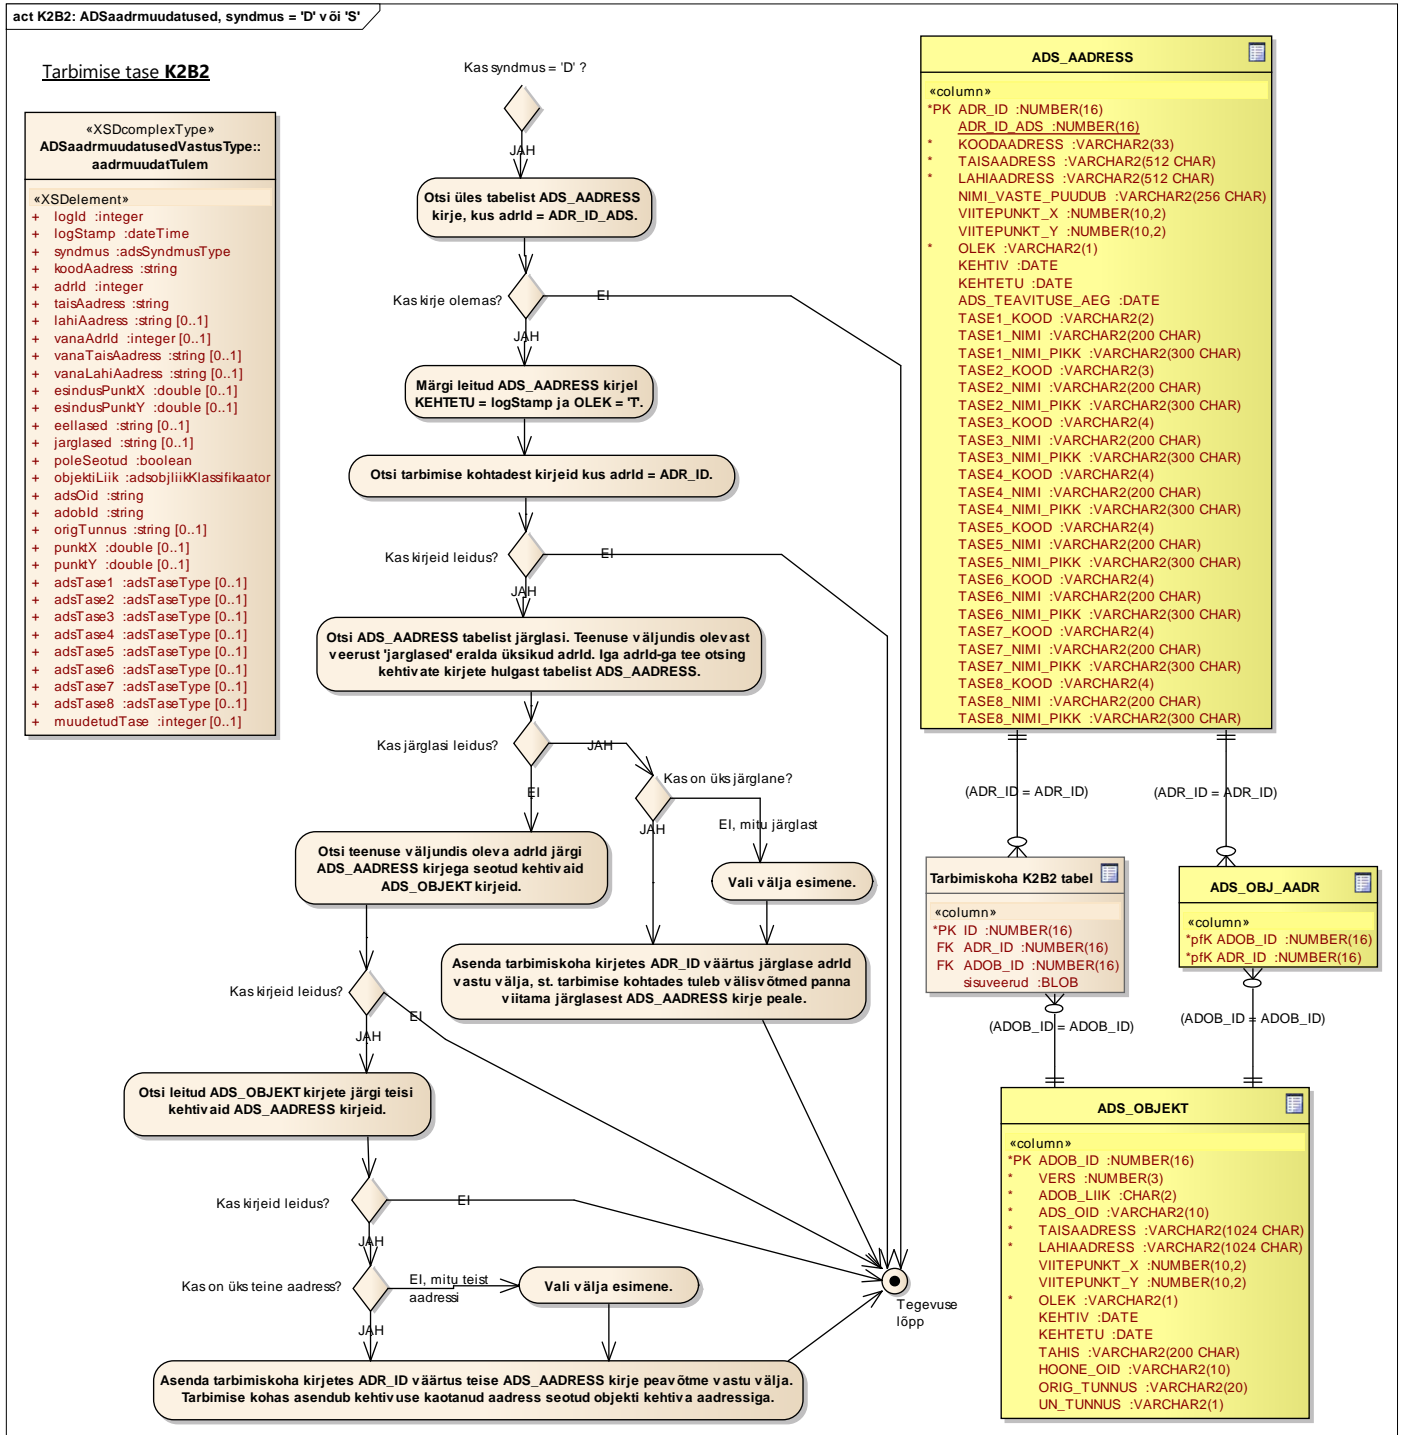 act K2B2: ADSaadrmuudatused, syndmus = 'D' või 'S'
Tarbimise tase K2B2
«XSDcomplexType»
ADSaadrmuudatusedVastusType::
aadrmuudatTulem
«XSDelement»
+ logId :integer
+ logStamp :dateTime
+ syndmus :adsSyndmusType
+ koodAadress :string
+ adrId :integer
+ taisAadress :string
+ lahiAadress :string [0..1]
+ vanaAdrId :integer [0..1]
+ vanaTaisAadress :string [0..1]
+ vanaLahiAadress :string [0..1]
+ esindusPunktX :double [0..1]
+ esindusPunktY :double [0..1]
+ eellased :string [0..1]
+ jarglased :string [0..1]
+ poleSeotud :boolean
+ objektiLiik :adsobjliikKlassifikaator
+ adsOid :string
+ adobId :string
+ origTunnus :string [0..1]
+ punktX :double [0..1]
+ punktY :double [0..1]
+ adsTase1 :adsTaseType [0..1]
+ adsTase2 :adsTaseType [0..1]
+ adsTase3 :adsTaseType [0..1]
+ adsTase4 :adsTaseType [0..1]
+ adsTase5 :adsTaseType [0..1]
+ adsTase6 :adsTaseType [0..1]
+ adsTase7 :adsTaseType [0..1]
+ adsTase8 :adsTaseType [0..1]
+ muudetudTase :integer [0..1]
Kas syndmus = 'D' ?
JAH
Otsi üles tabelist ADS_AADRESS
kirje, kus adrId = ADR_ID_ADS.
Kas kirje olemas?
EI
JAH
Märgi leitud ADS_AADRESS kirjel
KEHTETU = logStamp ja OLEK = 'T'.
Otsi tarbimise kohtadest kirjeid kus adrId = ADR_ID.
Kas kirjeid leidus?
EI
JAH
Otsi ADS_AADRESS tabelist järglasi. Teenuse väljundis olevast
veerust 'jarglased' eralda üksikud adrId. Iga adrId-ga tee otsing
kehtivate kirjete hulgast tabelist ADS_AADRESS.
Kas järglasi leidus?
JAH
EI
Kas on üks järglane?
JAH
EI, mitu järglast
Vali välja esimene.
Otsi teenuse väljundis oleva adrId järgi
ADS_AADRESS kirjega seotud kehtivaid
ADS_OBJEKT kirjeid.
Asenda tarbimiskoha kirjetes ADR_ID väärtus järglase adrId
vastu välja, st. tarbimise kohtades tuleb välisvõtmed panna
viitama järglasest ADS_AADRESS kirje peale.
Kas kirjeid leidus?
EI
JAH
Otsi leitud ADS_OBJEKT kirjete järgi teisi
kehtivaid ADS_AADRESS kirjeid.
Kas kirjeid leidus?
EI
JAH
Kas on üks teine aadress?
EI, mitu teist
aadressi
JAH
Vali välja esimene.
Tegevuse
lõpp
Asenda tarbimiskoha kirjetes ADR_ID väärtus teise ADS_AADRESS kirje peavõtme vastu välja.
Tarbimise kohas asendub kehtivuse kaotanud aadress seotud objekti kehtiva aadressiga.
ADS_AADRESS
«column»
*PK ADR_ID :NUMBER(16)
ADR_ID_ADS :NUMBER(16)
* KOODAADRESS :VARCHAR2(33)
* TAISAADRESS :VARCHAR2(512 CHAR)
* LAHIAADRESS :VARCHAR2(512 CHAR)
NIMI_VASTE_PUUDUB :VARCHAR2(256 CHAR)
VIITEPUNKT_X :NUMBER(10,2)
VIITEPUNKT_Y :NUMBER(10,2)
* OLEK :VARCHAR2(1)
KEHTIV :DATE
KEHTETU :DATE
ADS_TEAVITUSE_AEG :DATE
TASE1_KOOD :VARCHAR2(2)
TASE1_NIMI :VARCHAR2(200 CHAR)
TASE1_NIMI_PIKK :VARCHAR2(300 CHAR)
TASE2_KOOD :VARCHAR2(3)
TASE2_NIMI :VARCHAR2(200 CHAR)
TASE2_NIMI_PIKK :VARCHAR2(300 CHAR)
TASE3_KOOD :VARCHAR2(4)
TASE3_NIMI :VARCHAR2(200 CHAR)
TASE3_NIMI_PIKK :VARCHAR2(300 CHAR)
TASE4_KOOD :VARCHAR2(4)
TASE4_NIMI :VARCHAR2(200 CHAR)
TASE4_NIMI_PIKK :VARCHAR2(300 CHAR)
TASE5_KOOD :VARCHAR2(4)
TASE5_NIMI :VARCHAR2(200 CHAR)
TASE5_NIMI_PIKK :VARCHAR2(300 CHAR)
TASE6_KOOD :VARCHAR2(4)
TASE6_NIMI :VARCHAR2(200 CHAR)
TASE6_NIMI_PIKK :VARCHAR2(300 CHAR)
TASE7_KOOD :VARCHAR2(4)
TASE7_NIMI :VARCHAR2(200 CHAR)
TASE7_NIMI_PIKK :VARCHAR2(300 CHAR)
TASE8_KOOD :VARCHAR2(4)
TASE8_NIMI :VARCHAR2(200 CHAR)
TASE8_NIMI_PIKK :VARCHAR2(300 CHAR)
(ADR_ID = ADR_ID)
(ADR_ID = ADR_ID)
Tarbimiskoha K2B2 tabel
«column»
*PK ID :NUMBER(16)
FK ADR_ID :NUMBER(16)
FK ADOB_ID :NUMBER(16)
sisuveerud :BLOB
ADS_OBJ_AADR
«column»
*pfK ADOB_ID :NUMBER(16)
*pfK ADR_ID :NUMBER(16)
(ADOB_ID = ADOB_ID)
(ADOB_ID = ADOB_ID)
ADS_OBJEKT
«column»
*PK ADOB_ID :NUMBER(16)
* VERS :NUMBER(3)
* ADOB_LIIK :CHAR(2)
* ADS_OID :VARCHAR2(10)
* TAISAADRESS :VARCHAR2(1024 CHAR)
* LAHIAADRESS :VARCHAR2(1024 CHAR)
VIITEPUNKT_X :NUMBER(10,2)
VIITEPUNKT_Y :NUMBER(10,2)
* OLEK :VARCHAR2(1)
KEHTIV :DATE
KEHTETU :DATE
TAHIS :VARCHAR2(200 CHAR)
HOONE_OID :VARCHAR2(10)
ORIG_TUNNUS :VARCHAR2(20)
UN_TUNNUS :VARCHAR2(1)